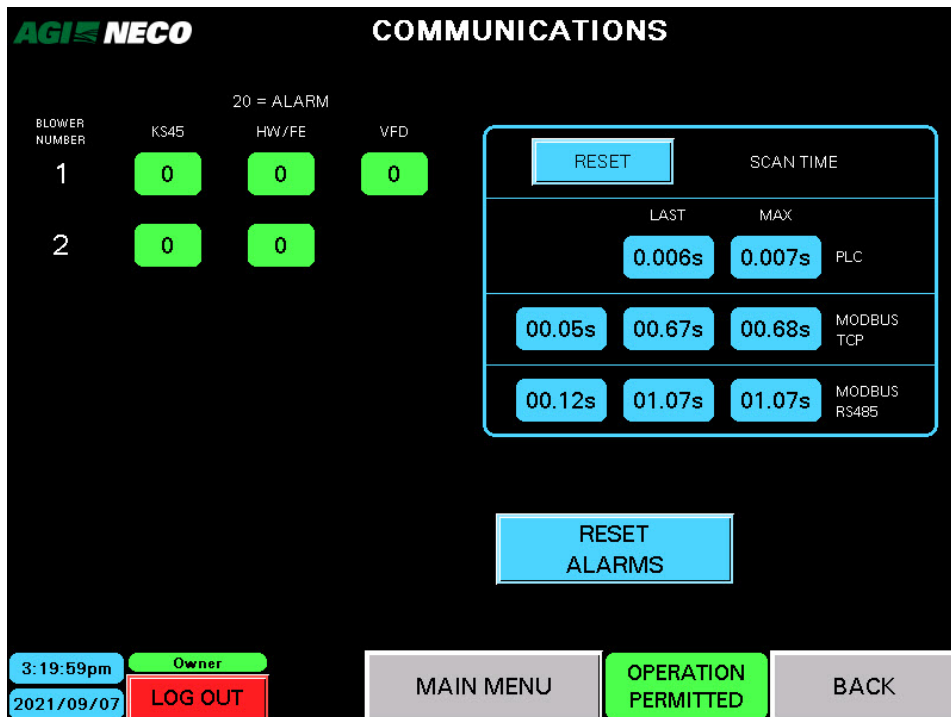 AGI NECO
COMMUNICATIONS
20 = ALARM
BLOWER
NUMBER
KS45
HW/FE
VFD
1
0
0
0
2
0
0
RESET
SCAN TIME
LAST
MAX
0.006s
0.007s
PLC
00.05s
00.67s
00.68s
MODBUS
TCP
00.12s
01.07s
01.07s
MODBUS
RS485
RESET
ALARMS
3:19:59pm
Owner
2021/09/07
LOG OUT
MAIN MENU
OPERATION
PERMITTED
BACK